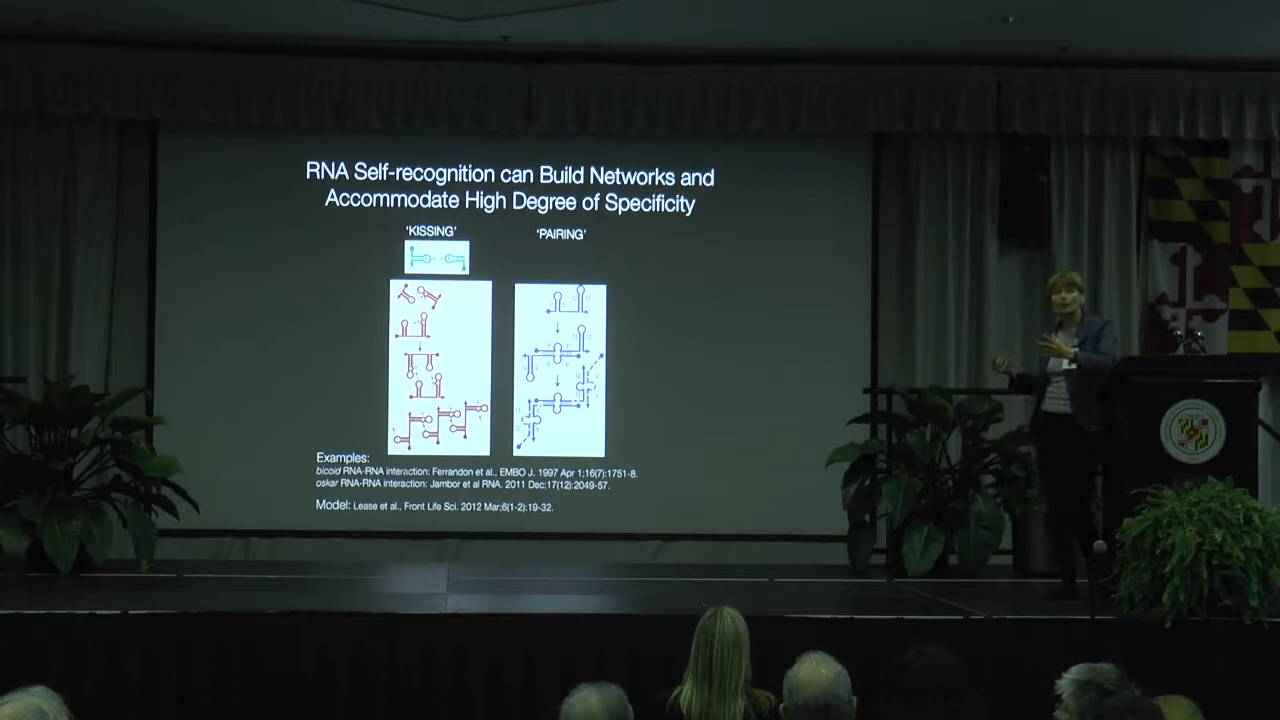 RNA Self-recognition can Build Networks and
Accommodate High Degree of Specificity
'KISSING'
'PAIRING'
Examples:
bicoid RNA-RNA interaction: Ferrandon et al., EMBO J. 1997 Apr 1;16(7):1751-8.
oskar RNA-RNA interaction: Jambor et al RNA. 2011 Dec;17(12):2049-57.
Model: Lease et al., Front Life Sci. 2012 Mar;6(1-2):19-32.